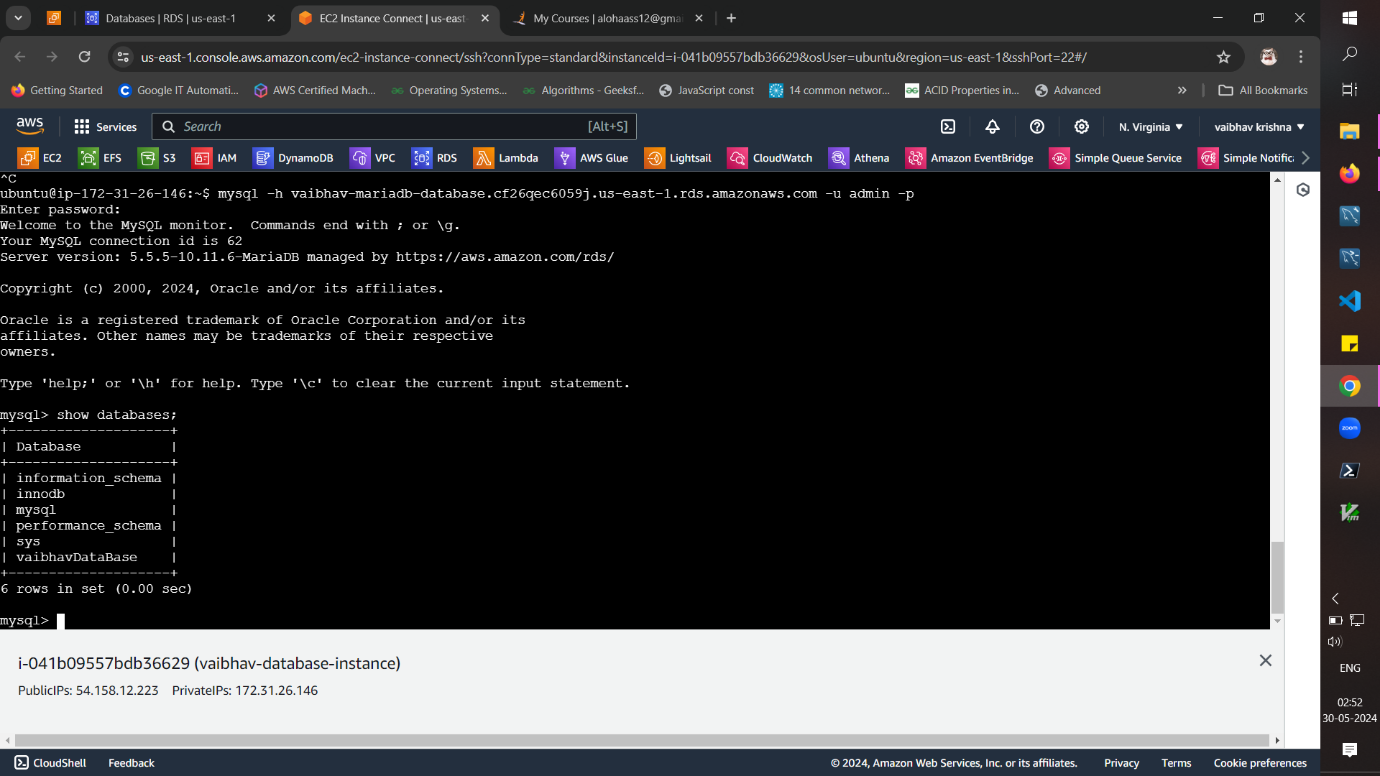 Databases | RDS | us-east-1
EC2 Instance Connect | us-east-
My Courses | alohaass12@gma
us-east-1.console.aws.amazon.com/ec2-instance-connect/ssh?connType=standard&instanceId=i-041b09557bdb36629&osUser=ubuntu&region=us-east-1&sshPort=22#/
Getting Started
Google IT Automati...
AWS Certified Mach...
Operating Systems...
Algorithms - Geeksf...
JavaScript const
14 common networ...
ACID Properties in...
Advanced
»
All Bookmarks
aws
Services
Search
[Alt+S]
N. Virginia
vaibhav krishna
EC2
EFS
S3
IAM
DynamoDB
VPC
RDS
Lambda
AWS Glue
Lightsail
CloudWatch
Athena
Amazon EventBridge
Simple Queue Service
Simple Notific
^C
ubuntu@ip-172-31-26-146:~$ mysql -h vaibhav-mariadb-database.cf26qec6059j.us-east-1.rds.amazonaws.com -u admin -p
Enter password:
Welcome to the MySQL monitor.  Commands end with ; or \g.
Your MySQL connection id is 62
Server version: 5.5.5-10.11.6-MariaDB managed by https://aws.amazon.com/rds/
Copyright (c) 2000, 2024, Oracle and/or its affiliates.
Oracle is a registered trademark of Oracle Corporation and/or its
affiliates. Other names may be trademarks of their respective
owners.
Type 'help;' or '\h' for help. Type '\c' to clear the current input statement.
mysql> show databases;
+--------------------+
| Database           |
+--------------------+
| information_schema |
| innodb             |
| mysql              |
| performance_schema |
| sys                |
| vaibhavDataBase    |
+--------------------+
6 rows in set (0.00 sec)
mysql>
i-041b09557bdb36629 (vaibhav-database-instance)
PublicIPs: 54.158.12.223 PrivateIPs: 172.31.26.146
CloudShell
Feedback
© 2024, Amazon Web Services, Inc. or its affiliates.
Privacy
Terms
Cookie preferences
zoom
ENG
02:52
30-05-2024